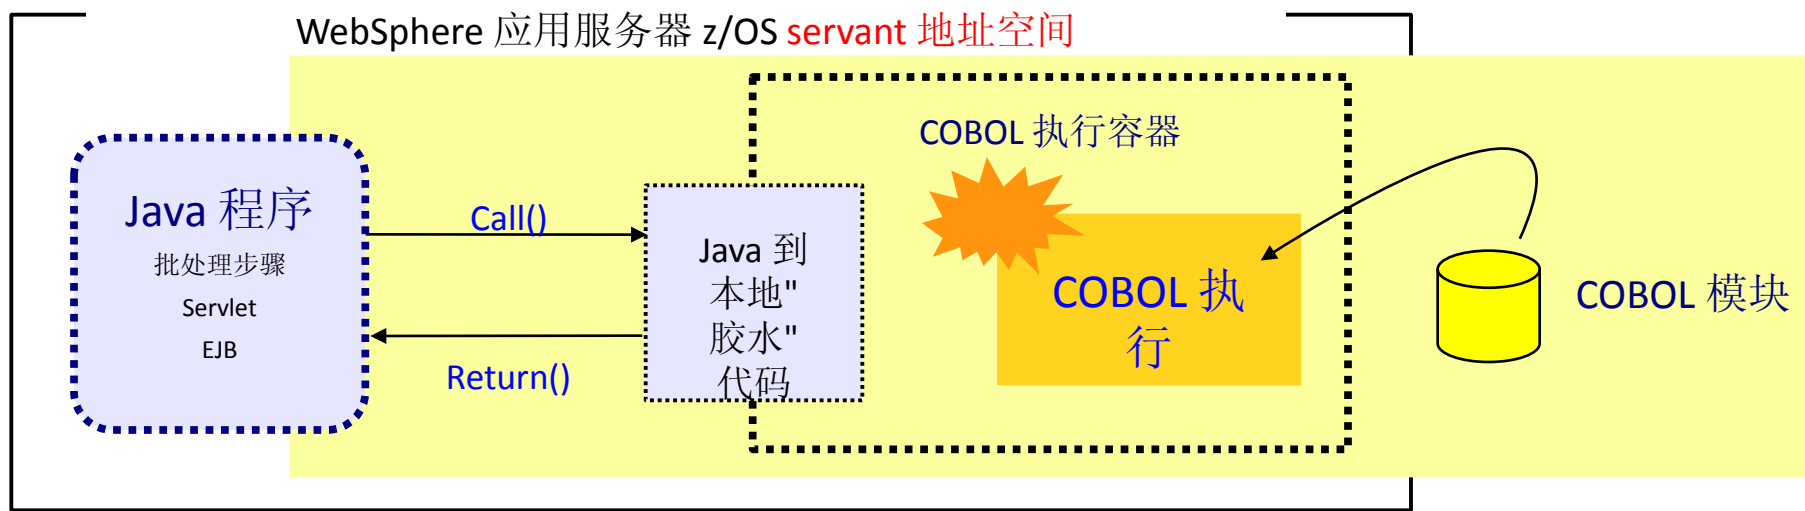 WebSphere 应用服务器 z/OS servant 地址空间
COBOL 执行容器
Java 程序
批处理步骤
Servlet
EJB
Call()
Return()
Java 到
本地"
胶水"
代码
COBOL 执
行
COBOL 模块